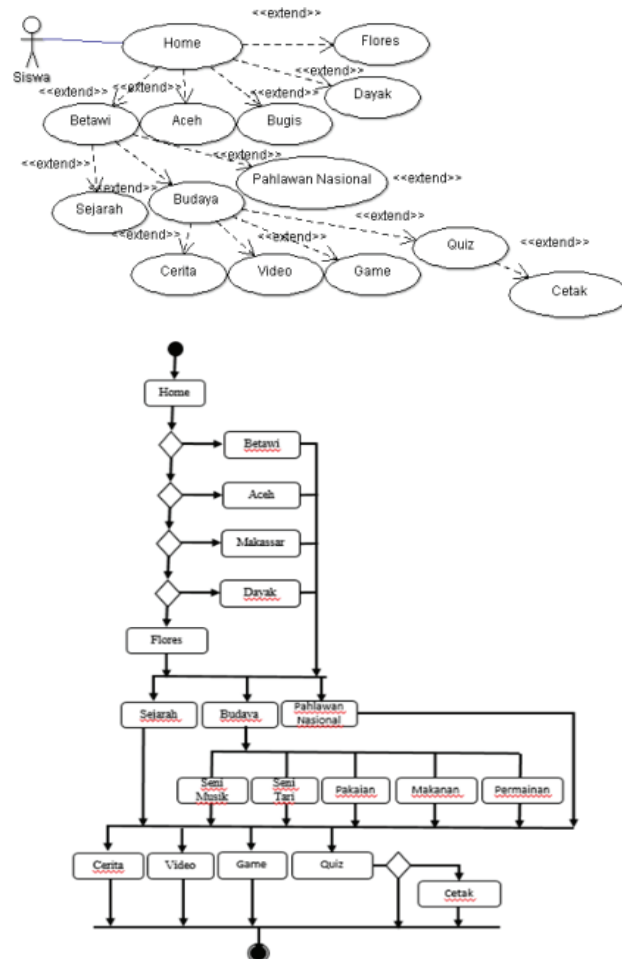 <<extend>>
Siswa
Home
<<extend>>
Flores
<<extend>>
<<extend>>
<<extend>>
Dayak
Betawi
Aceh
Bugis
<<extend>>
<<extend>>
<<extend>>
Pahlawan Nasional
<<extend>>
Sejarah
Budaya
<<extend>>
<<extend>>
<<extend>>
Quiz
<<extend>>
Cerita
Video
Game
Cetak
Home
Betawi
Aceh
Makassar
Dayak
Flores
Sejarah
Budaya
Pahlawan
Nasional
Seni
Musik
Seni
Tari
Pakaian
Makanan
Permainan
Cerita
Video
Game
Quiz
Cetak